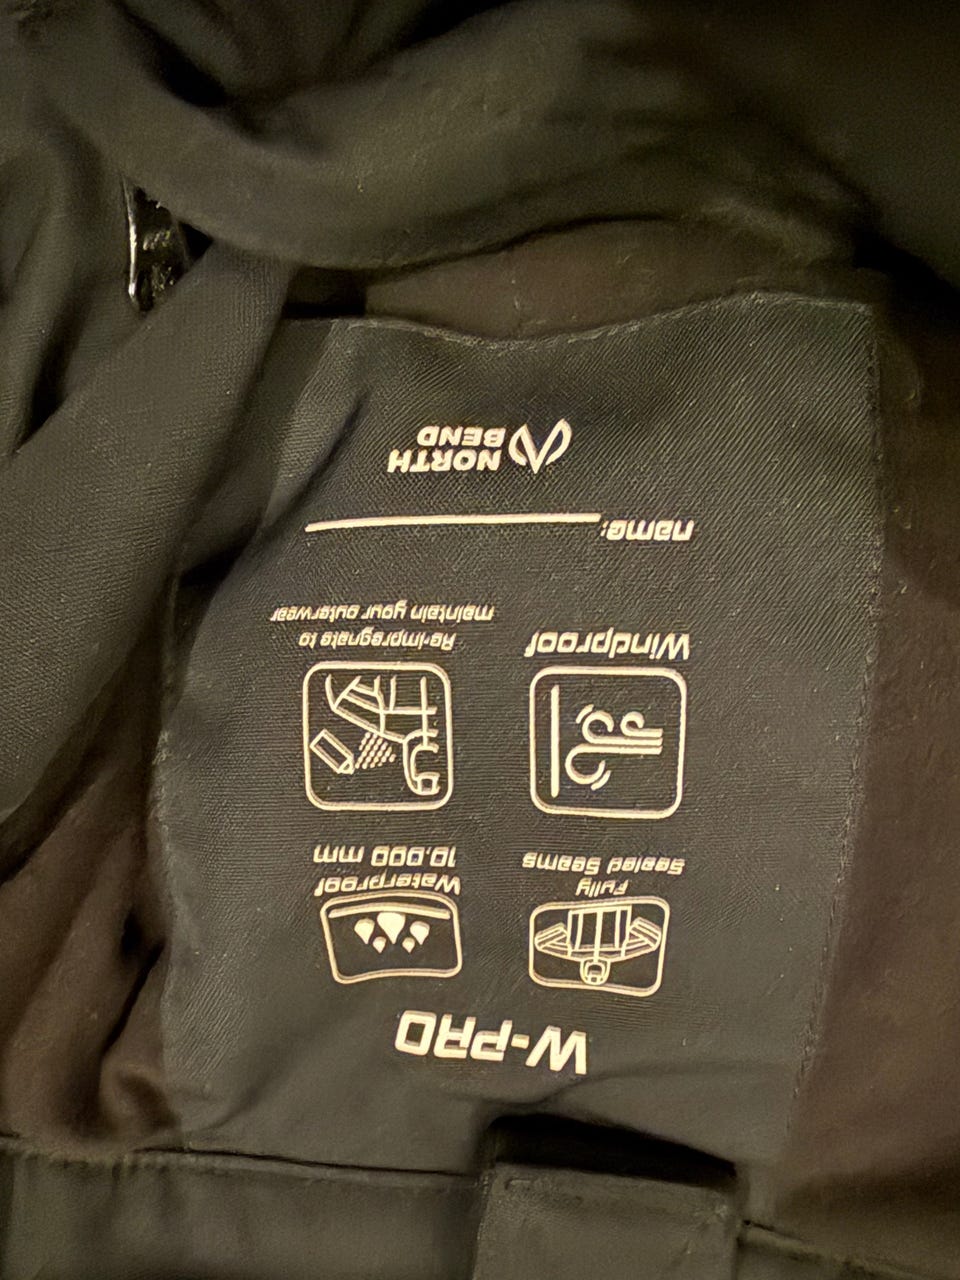 W-PRO
Fully
Sealed Seams
Waterproof
10.000 mm
Windproof
Re-impregnate to
maintain your outerwear
name:
NORTH
BEND